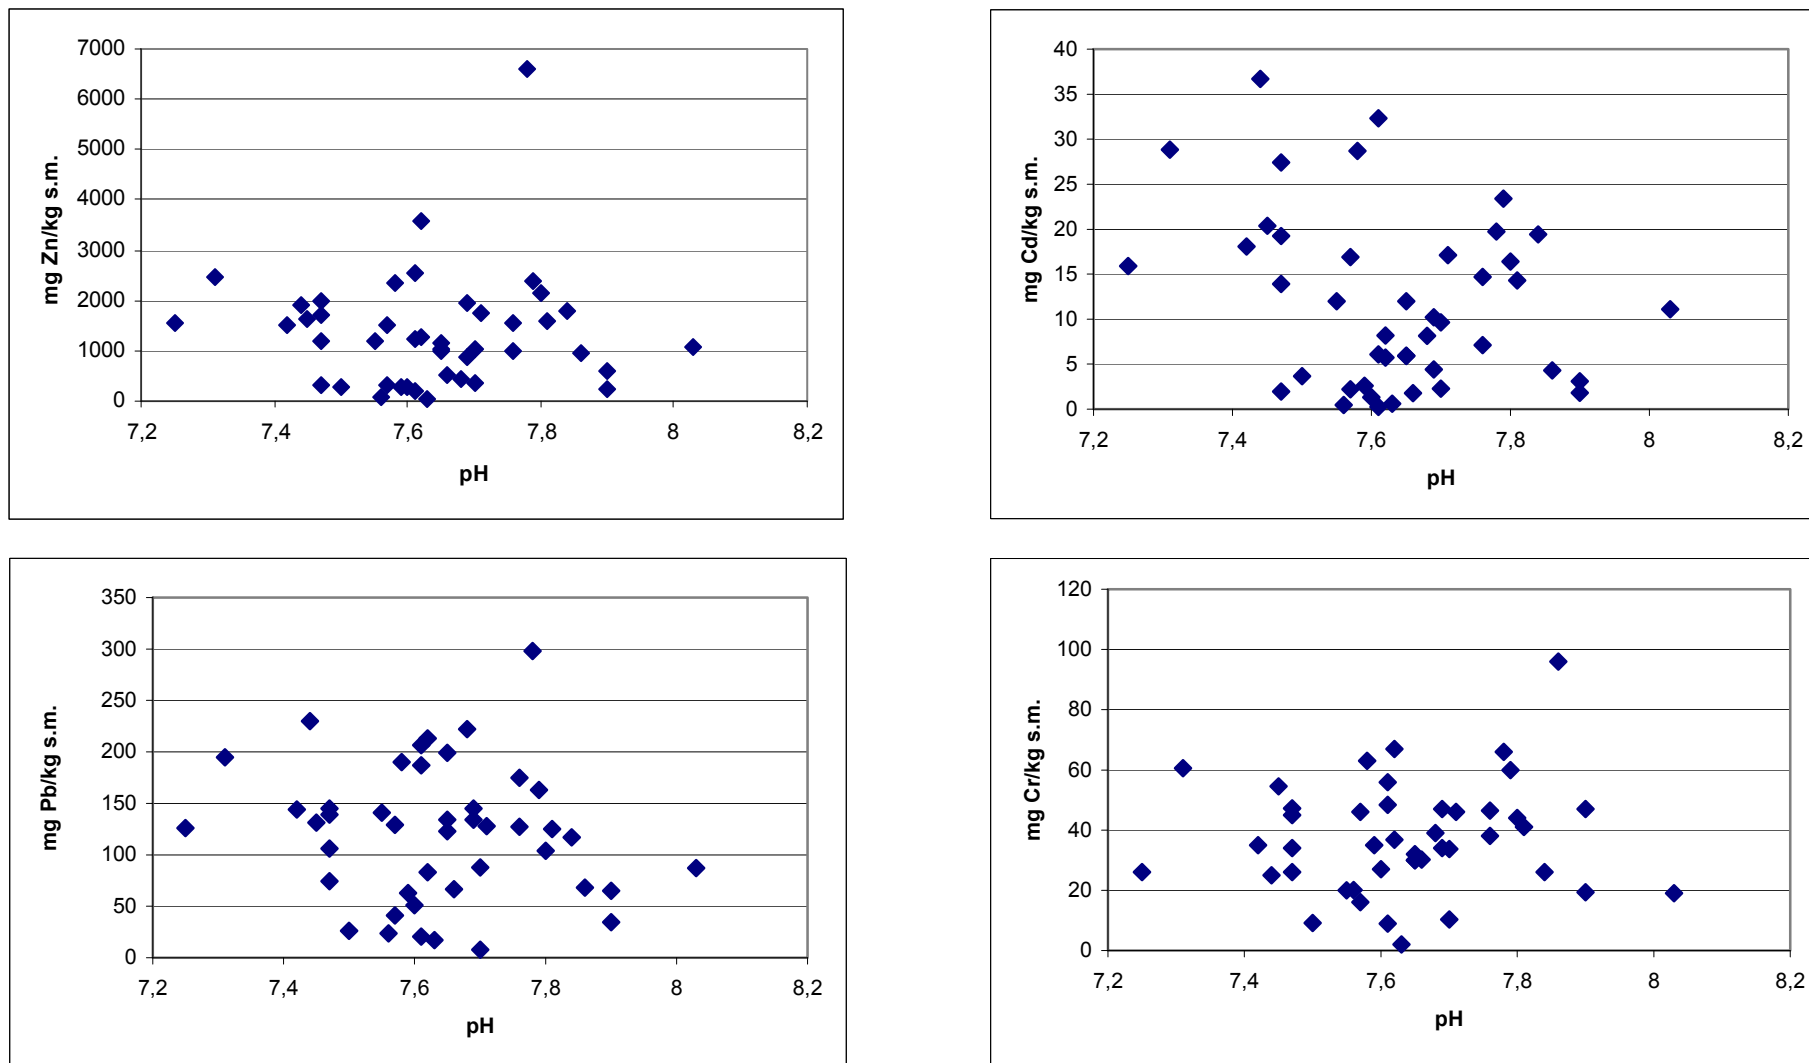 7000
6000
5000
4000
3000
2000
1000
0
mg Zn/kg s.m.
7,2 7,4 7,6 7,8 8 8,2
pH
40
35
30
25
20
15
10
5
0
mg Cd/kg s.m.
7,2 7,4 7,6 7,8 8 8,2
pH
350
300
250
200
150
100
50
0
mg Pb/kg s.m.
7,2 7,4 7,6 7,8 8 8,2
pH
120
100
80
60
40
20
0
mg Cr/kg s.m.
7,2 7,4 7,6 7,8 8 8,2
pH